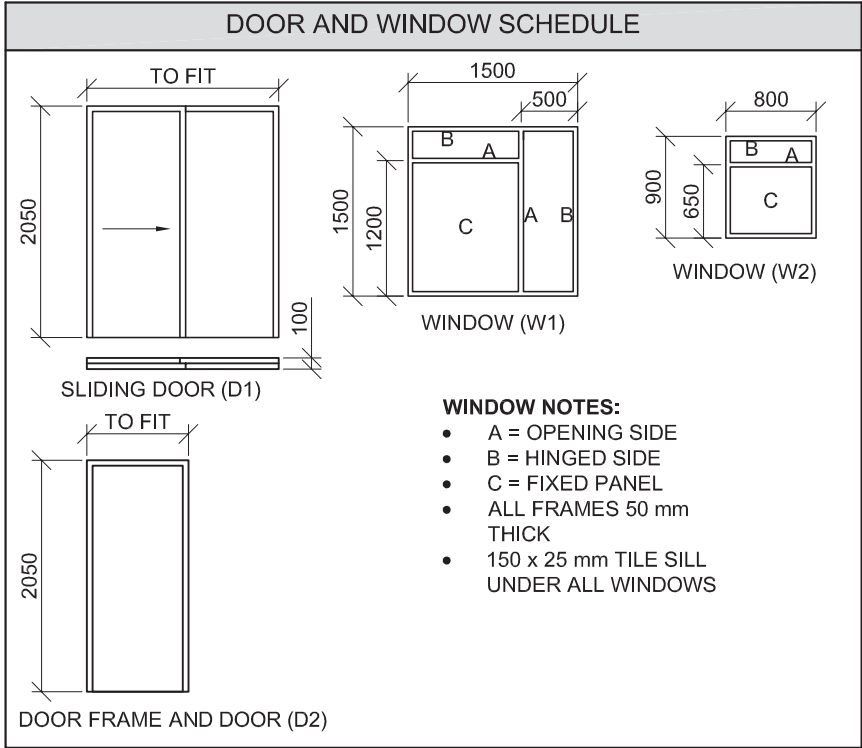 DOOR AND WINDOW SCHEDULE
TO FIT
2050
100
SLIDING DOOR (D1)
1500
500
1500
1200
B
A
C
A
B
WINDOW (W1)
800
900
650
B
A
C
WINDOW (W2)
TO FIT
2050
DOOR FRAME AND DOOR (D2)
WINDOW NOTES:
• A = OPENING SIDE
• B = HINGED SIDE
• C = FIXED PANEL
• ALL FRAMES 50 mm
THICK
• 150 x 25 mm TILE SILL
UNDER ALL WINDOWS